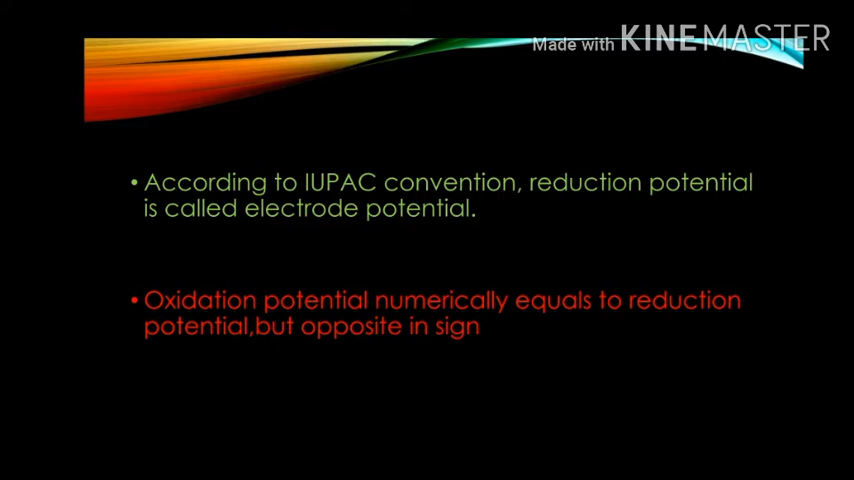 Made with KINEMASTER
• According to IUPAC convention, reduction potential
is called electrode potential.
• Oxidation potential numerically equals to reduction
potential,but opposite in sign